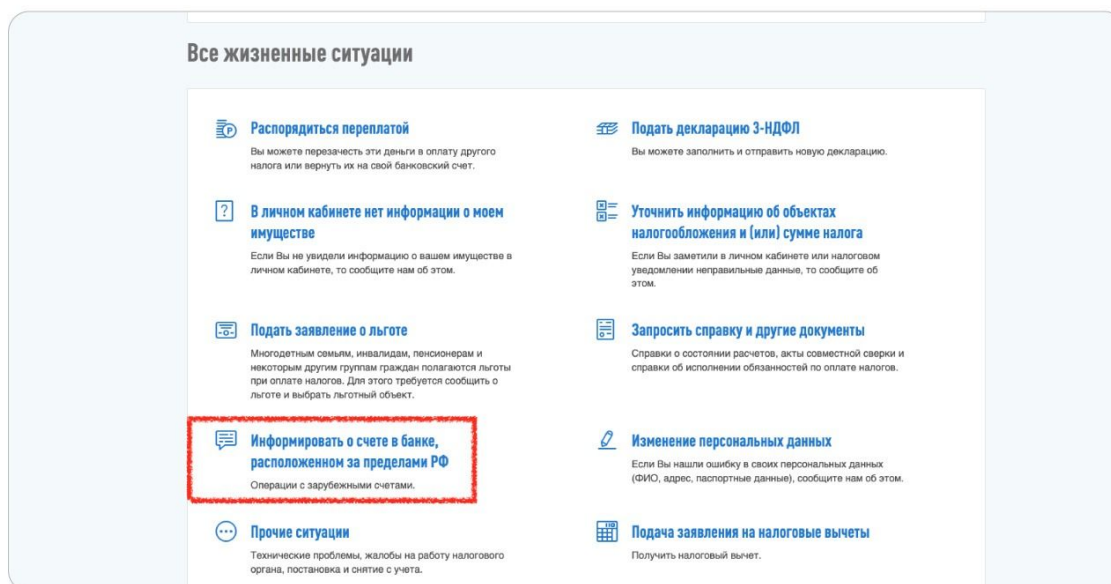 Все жизненные ситуации
Распорядиться переплатой
Вы можете перезачесть эти деньги в оплату другого
налога или вернуть их на свой банковский счет.
Подать декларацию 3-НДФЛ
Вы можете заполнить и отправить новую декларацию.
В личном кабинете нет информации о моем
имуществе
Если Вы не увидели информацию о вашем имуществе в
личном кабинете, то сообщите нам об этом.
Уточнить информацию об объектах
налогообложения и (или) сумме налога
Если Вы заметили в личном кабинете или налоговом
уведомлении неправильные данные, то сообщите об
этом.
Подать заявление о льготе
Многодетным семьям, инвалидам, пенсионерам и
некоторым другим группам граждан полагаются льготы
при оплате налогов. Для этого требуется сообщить о
льготе и выбрать льготный объект.
Запросить справку и другие документы
Справки о состоянии расчетов, акты совместной сверки и
справки об исполнении обязанностей по оплате налогов.
Информировать о счете в банке,
расположенном за пределами РФ
Операции с зарубежными счетами.
Изменение персональных данных
Если Вы нашли ошибку в своих персональных данных
(ФИО, адрес, паспортные данные), сообщите нам об этом.
Прочие ситуации
Технические проблемы, жалобы на работу налогового
органа, постановка и снятие с учета.
Подача заявления на налоговые вычеты
Получить налоговый вычет.